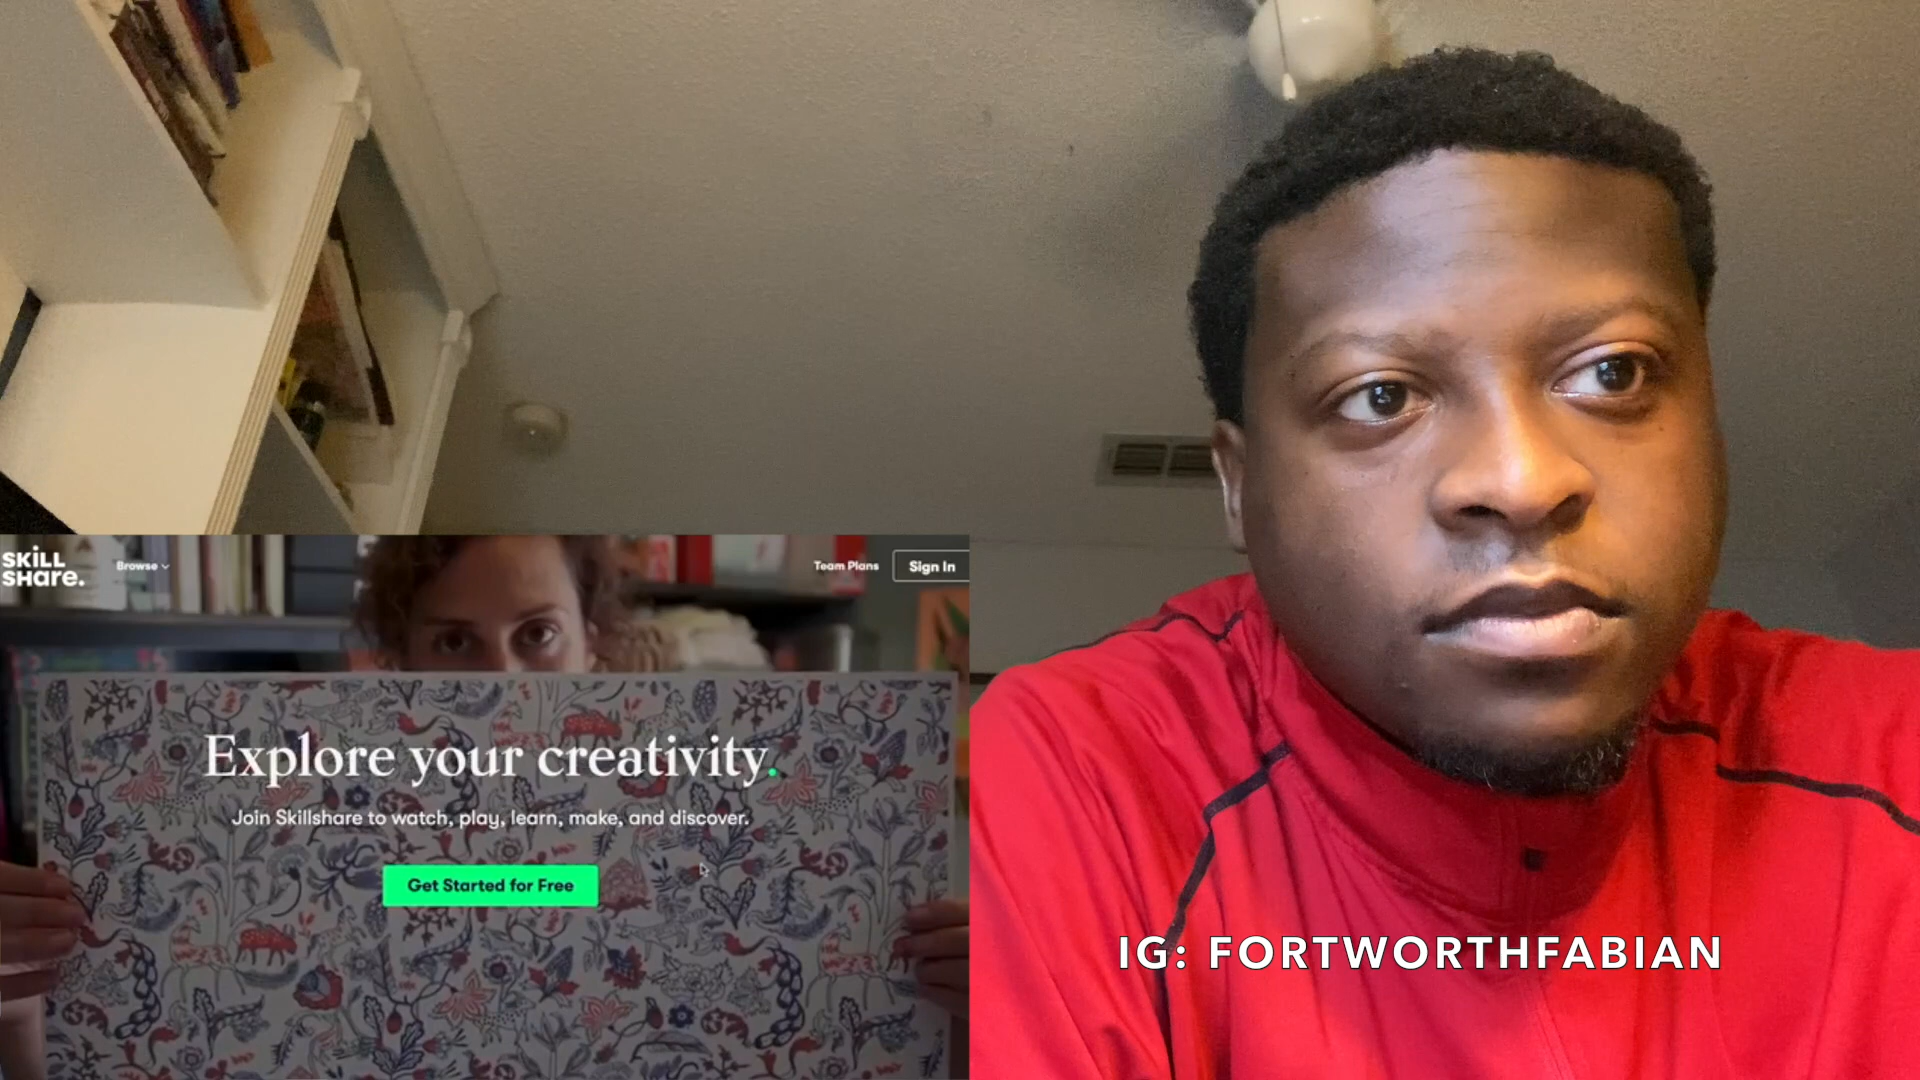 SKILL
SHARE.
Browse
Team Plans
Sign In
Explore your creativity.
Join Skillshare to watch, play, learn, make, and discover.
Get Started for Free
IG: FORTWORTHFABIAN